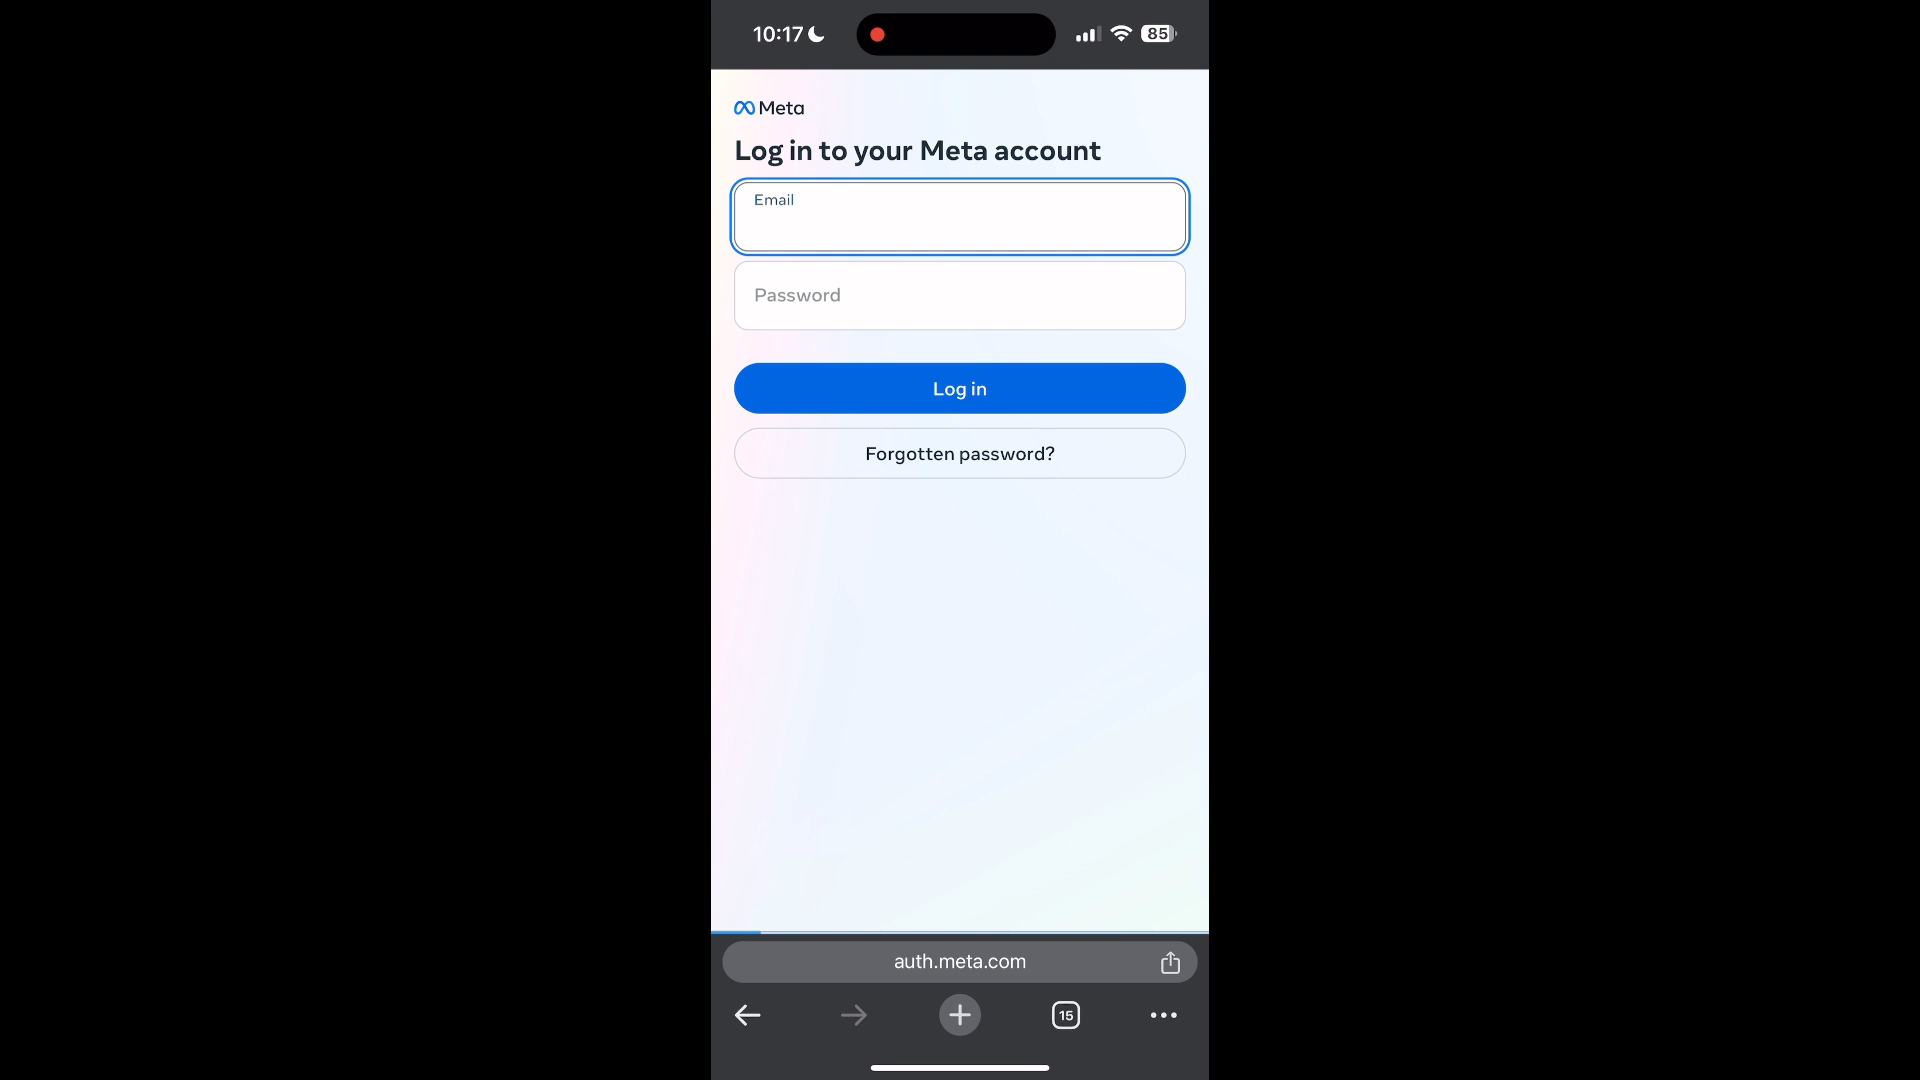 10:17
85
Meta
Log in to your Meta account
Email
Password
Log in
Forgotten password?
auth.meta.com
15